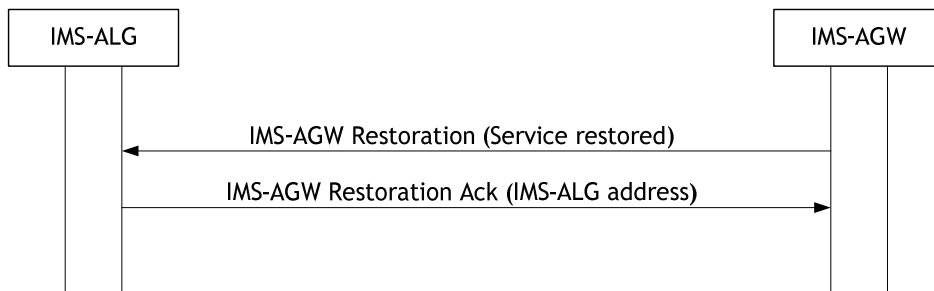 IMS-ALG
IMS-AGW
IMS-AGW Restoration (Service restored)
IMS-AGW Restoration Ack (IMS-ALG address)